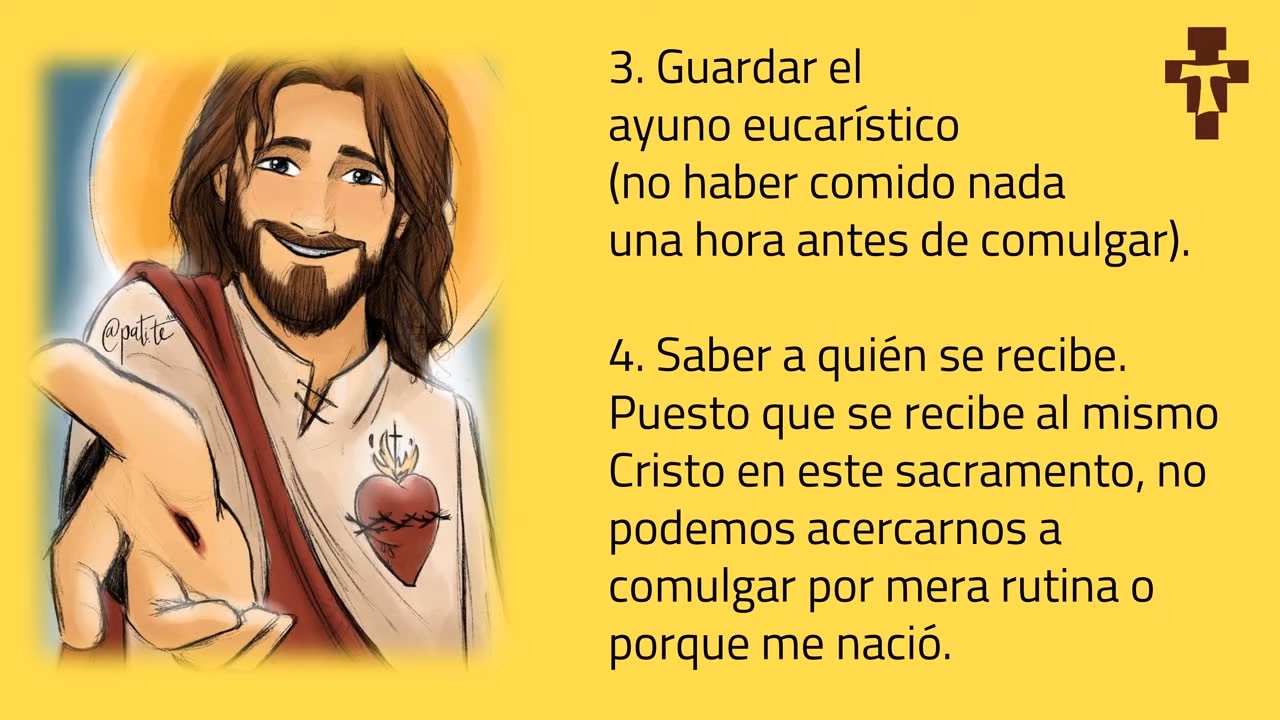 3. Guardar el
ayuno eucarístico
(no haber comido nada
una hora antes de comulgar).
4. Saber a quién se recibe.
Puesto que se recibe al mismo
Cristo en este sacramento, no
podemos acercarnos a
comulgar por mera rutina o
porque me nació.
@pati.te